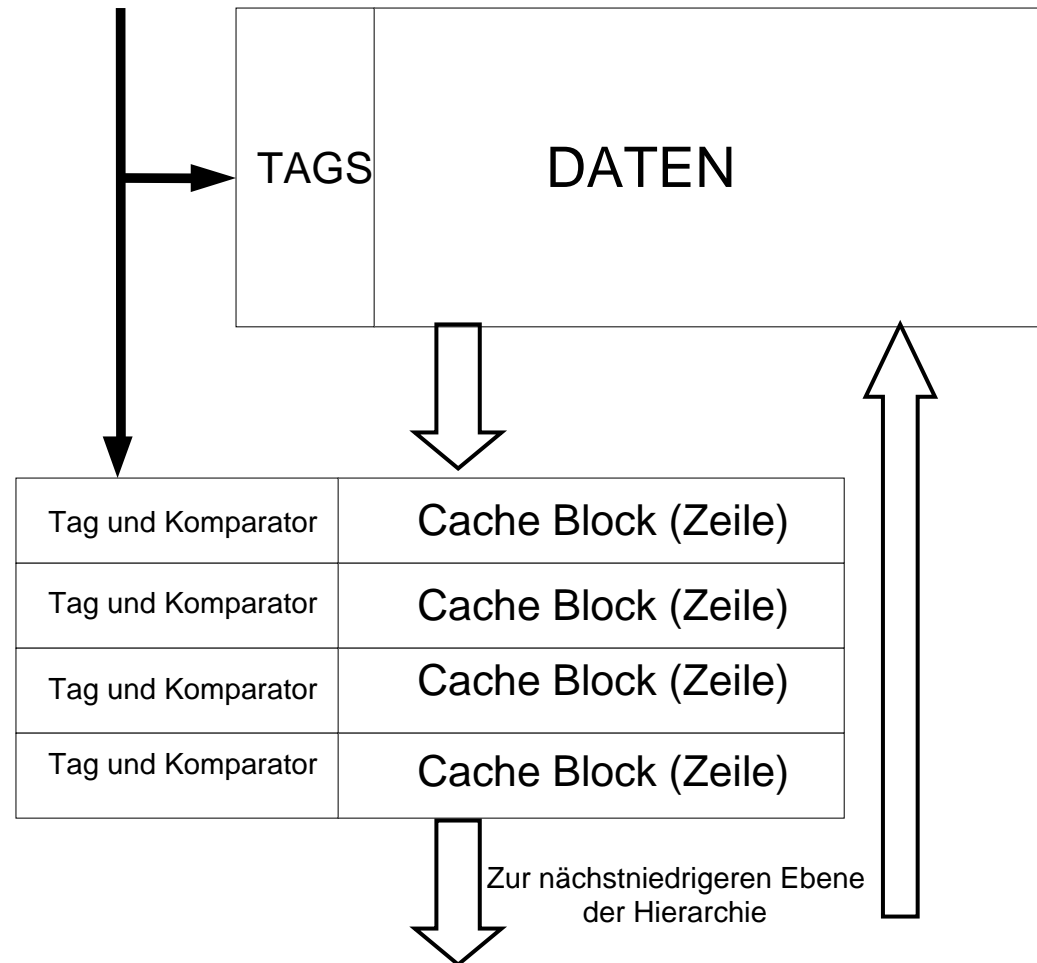 TAGS
DATEN
Tag und Komparator
Cache Block (Zeile)
Tag und Komparator
Cache Block (Zeile)
Tag und Komparator
Cache Block (Zeile)
Tag und Komparator
Cache Block (Zeile)
Zur nächstniedrigeren Ebene
der Hierarchie